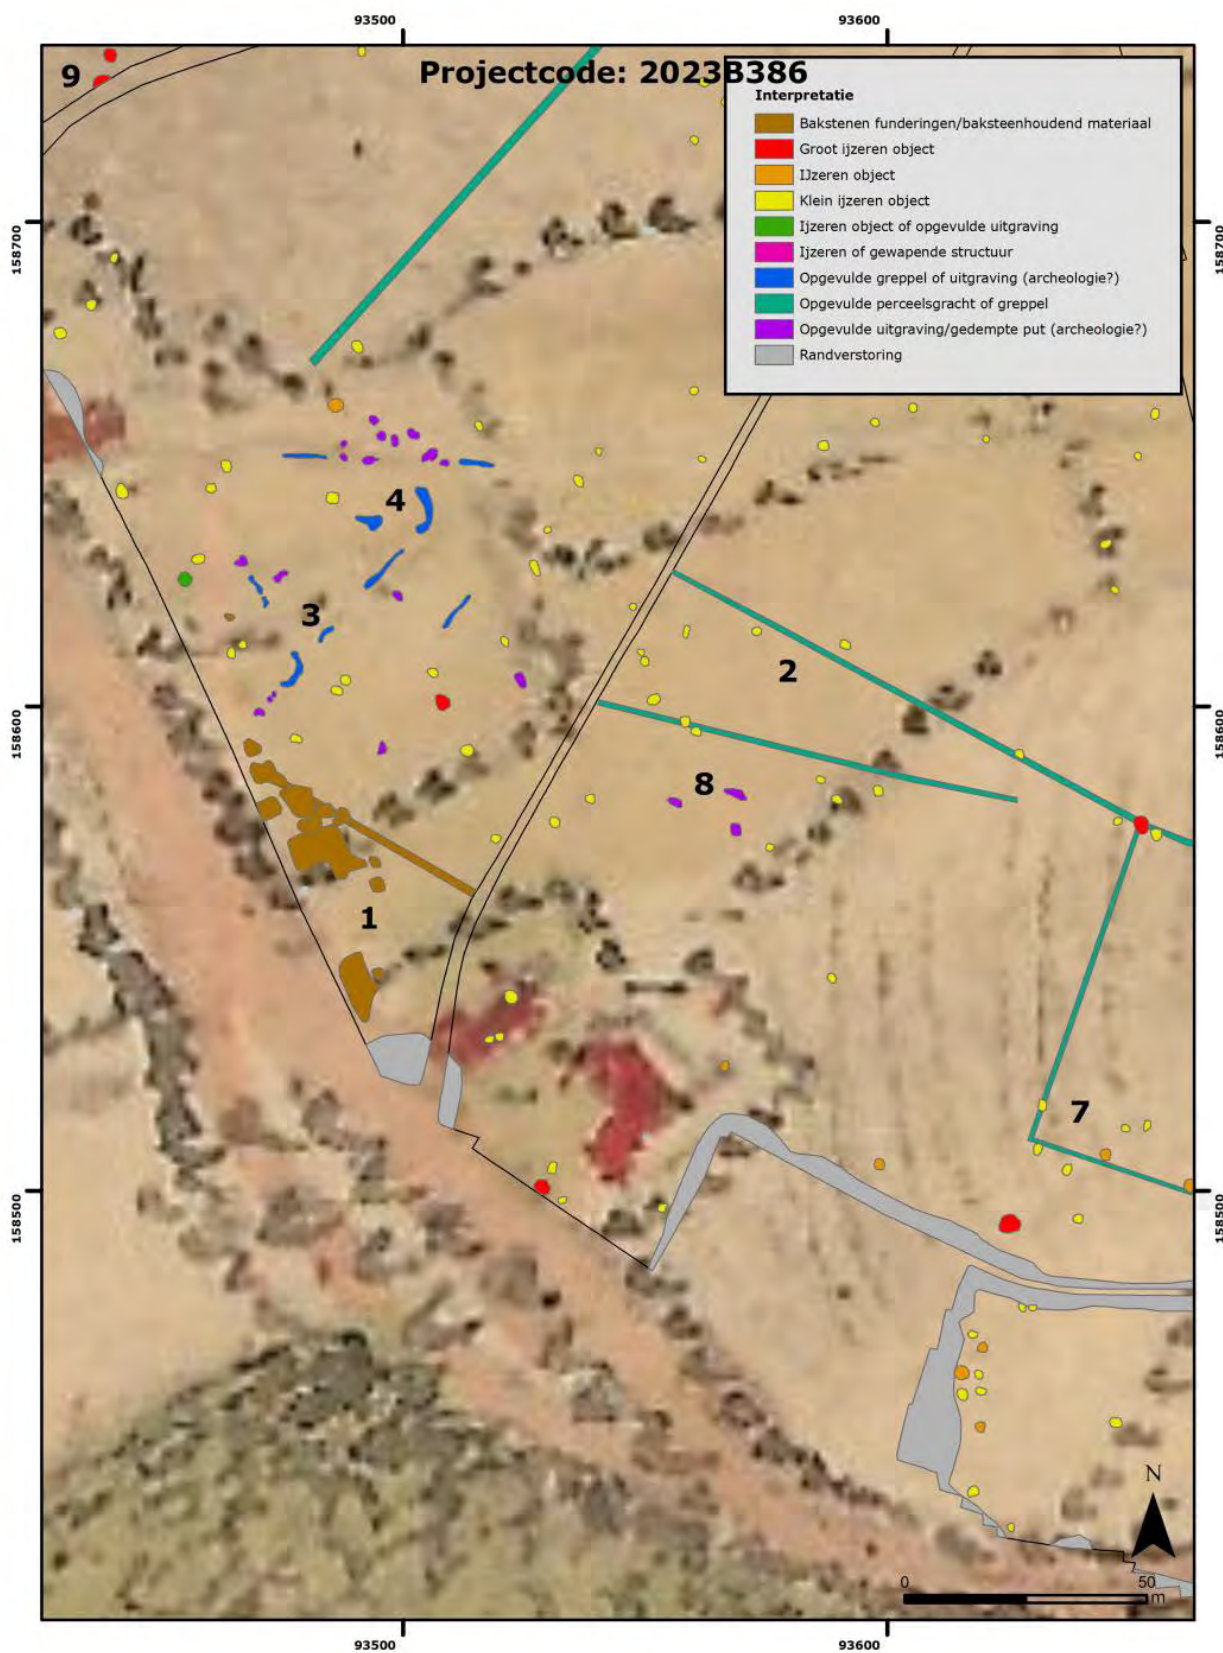 93500 93600
9 Projectcode: 2023B386
Interpretatie
Bakstenen funderingen/baksteenhoudend materiaal
Groot ijzeren object
IJzeren object
Klein ijzeren object
Ijzeren object of opgevulde uitgraving
Ijzeren of gewapende structuur
Opgevulde greppel of uitgraving (archeologie?)
Opgevulde perceelsgracht of greppel
Opgevulde uitgraving/gedempte put (archeologie?)
Randverstoring
158700 158700
4
3
2
158600 158600
8
1
7
158500 158500
N
0 50
m
93500 93600